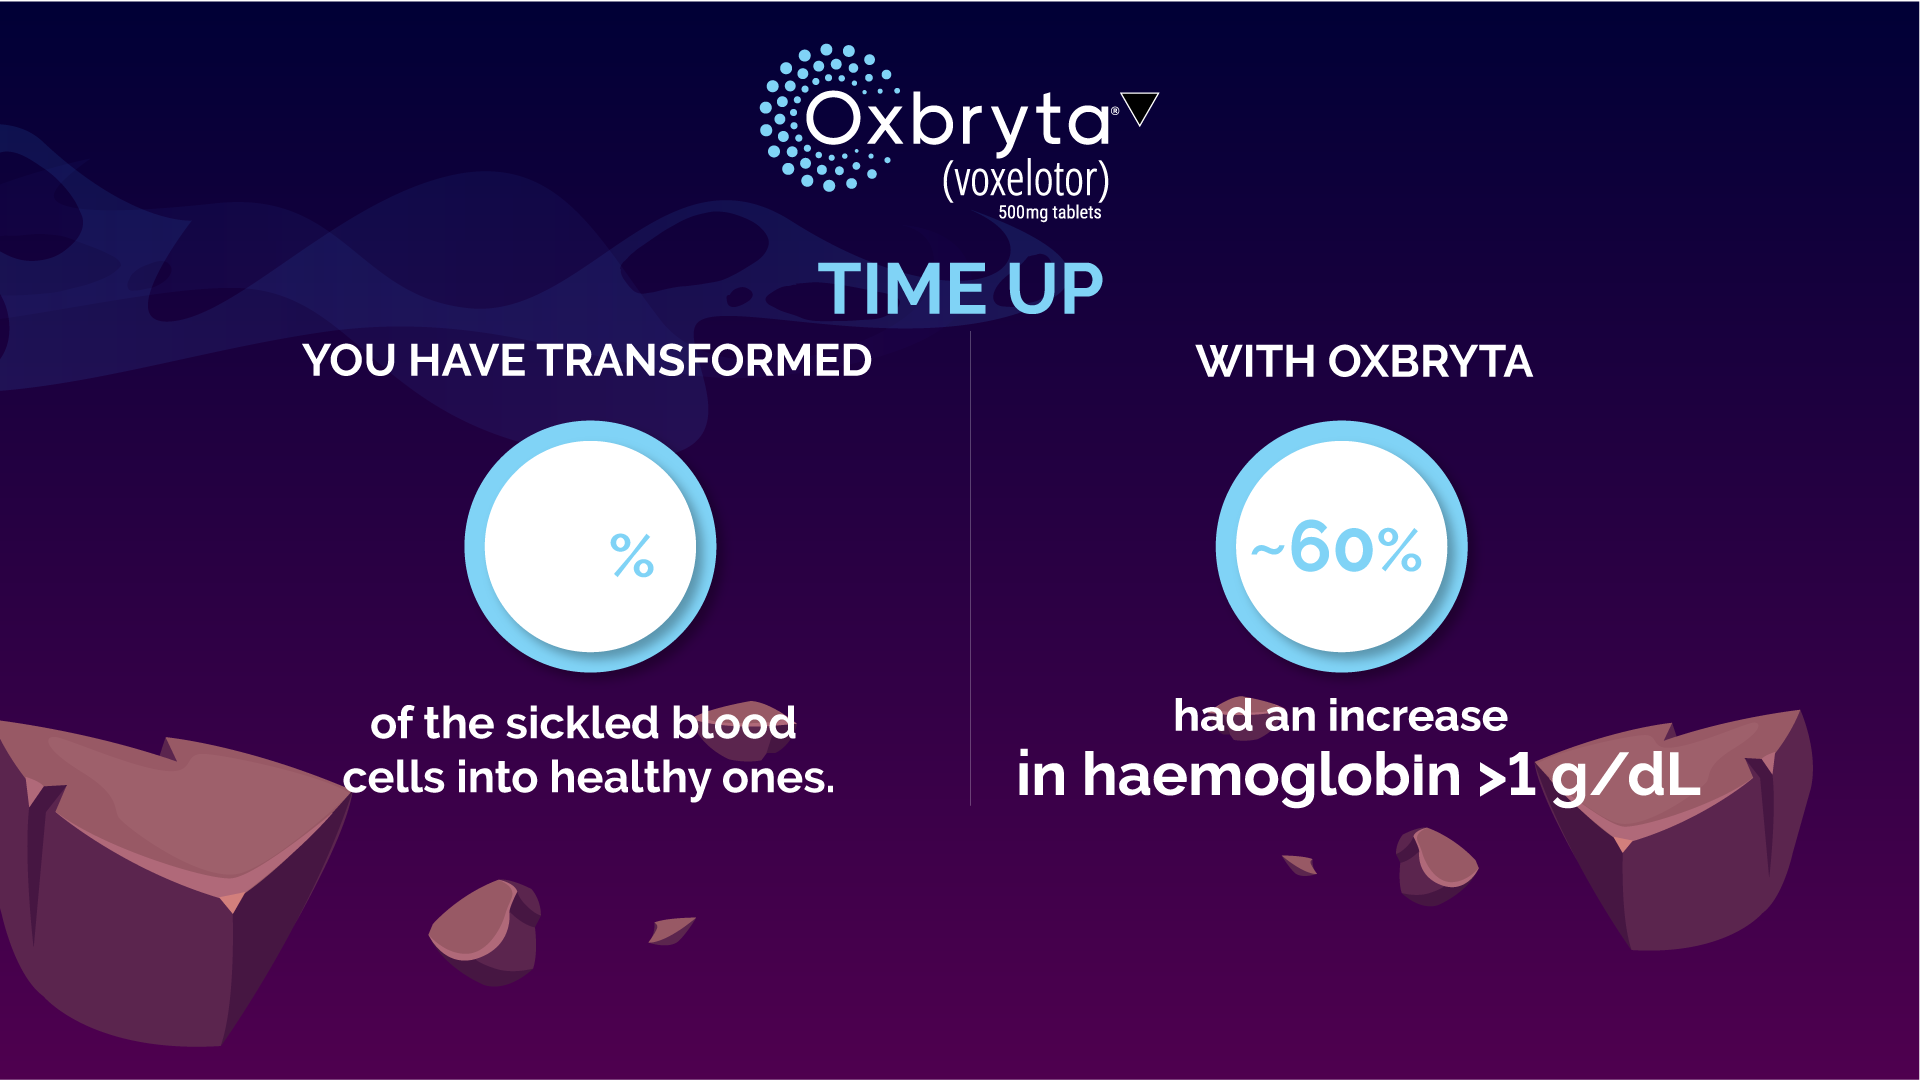 Oxbryta®
(voxelotor)
500mg tablets
TIME UP
YOU HAVE TRANSFORMED
%
of the sickled blood
cells into healthy ones.
WITH OXBRYTA
~60%
had an increase
in haemoglobin >1 g/dL